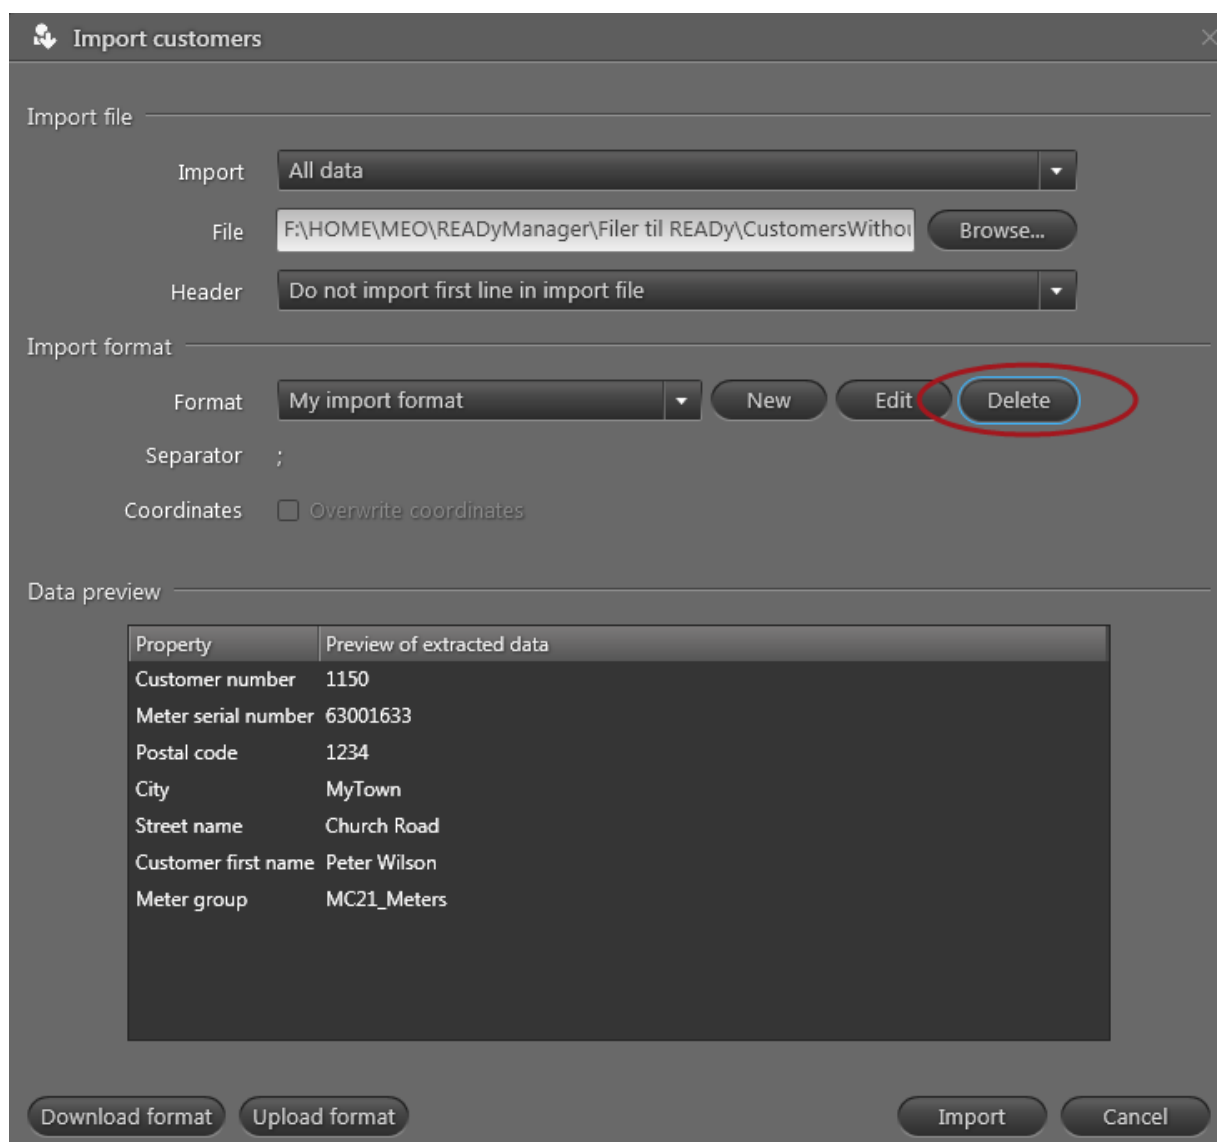 Import customers
Import file
Import All data
File F:\HOME\MEO\READyManager\Filer til READy\CustomersWithou Browse...
Header Do not import first line in import file
Import format
Format My import format New Edit Delete
Separator ;
Coordinates Overwrite coordinates
Data preview
Property Preview of extracted data
Customer number 1150
Meter serial number 63001633
Postal code 1234
City MyTown
Street name Church Road
Customer first name Peter Wilson
Meter group MC21_Meters
Download format Upload format Import Cancel